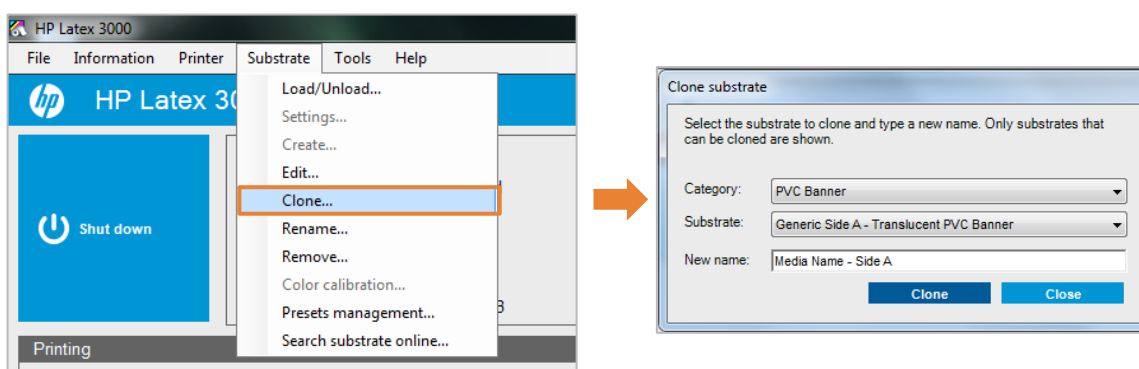 HP Latex 3000
File Information Printer Substrate Tools Help
hp HP Latex 30
Load/Unload...
Settings...
Create...
Edit...
Clone...
Rename...
Remove...
Color calibration...
Presets management...
Search substrate online...
Shut down
Printing
Clone substrate
Select the substrate to clone and type a new name. Only substrates that
can be cloned are shown.
Category: PVC Banner
Substrate: Generic Side A - Translucent PVC Banner
New name: Media Name - Side A
Clone Close